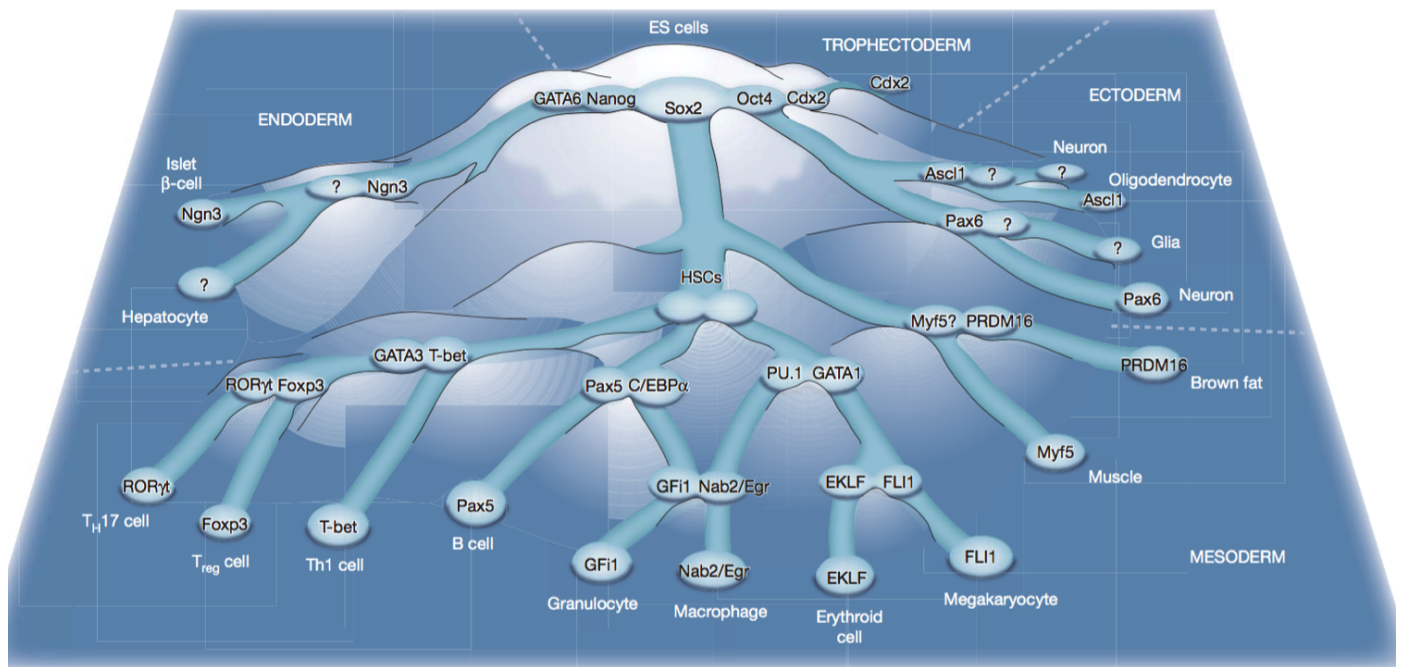 ES cells
TROPHECTODERM
Cdx2
GATA6 Nanog Sox2 Oct4 Cdx2
ECTODERM
ENDODERM
Neuron
Islet
β-cell
? Ngn3
Ascl1 ? ?
Oligodendrocyte
Ngn3
Ascl1
Pax6 ?
? Glia
HSCs
?
Pax6 Neuron
Hepatocyte
Myf5? PRDM16
GATA3 T-bet
PRDM16
Brown fat
RORγt Foxp3
Pax5 C/EBPα
PU.1 GATA1
Myf5
Muscle
RORγt
GFi1 Nab2/Egr
EKLF FLI1
Pax5
B cell
TH17 cell
Foxp3
T-bet
Treg cell
Th1 cell
GFi1
Nab2/Egr
EKLF
FLI1
MESODERM
Granulocyte
Macrophage
Erythroid
cell
Megakaryocyte